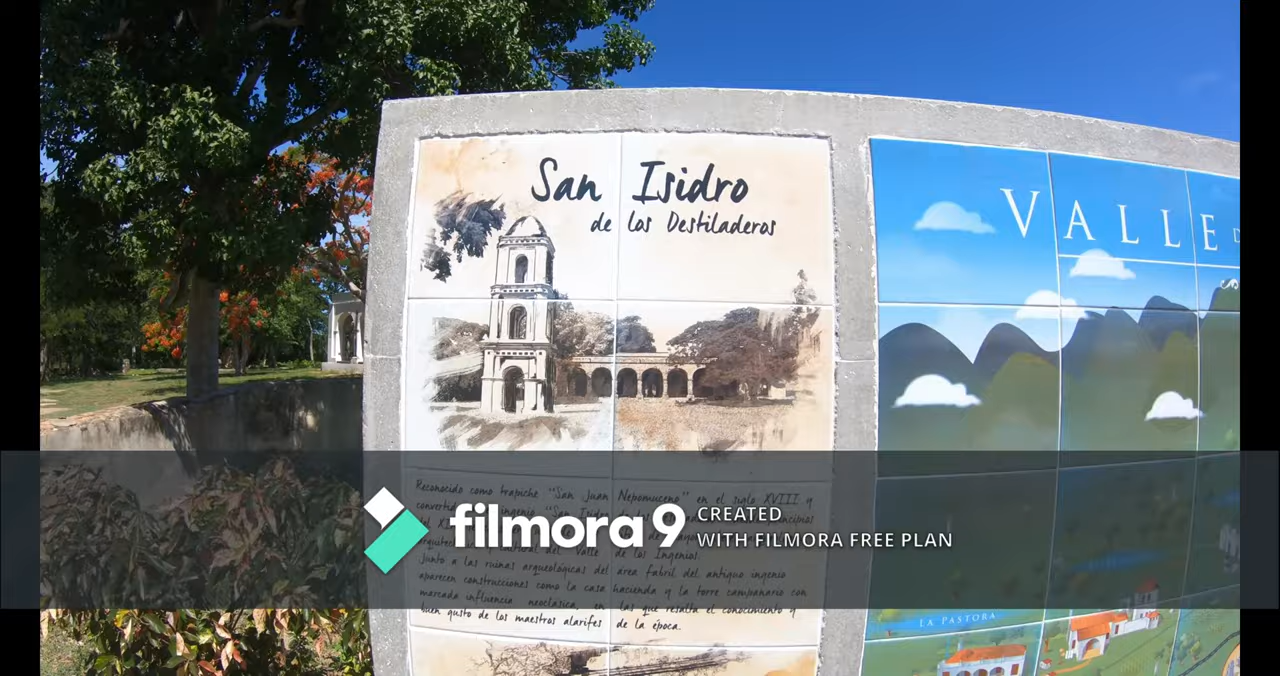 San Isidro
de los Destiladeros
Reconocido como trapiche "San Juan Nepomuceno" en el siglo XVIII y
de los Ingenios.
junto a las ruinas arqueológicas del área fabril del antiguo ingenio
aparecen construcciones como la casa hacienda y la torre campanario con
marcada influencia neoclásica, en las que resalta el conocimiento y
buen gusto de los maestros alarifes de la época.
VALLE
LA PASTORA
filmora9 CREATED
WITH FILMORA FREE PLAN